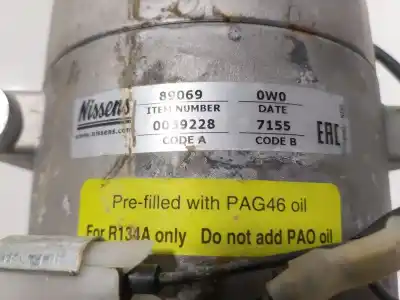 Nissens
www.nissens.com
89069 0W0
ITEM NUMBER DATE
0059228 7155
CODE A CODE B
EAC
Pre-filled with PAG46 oil
For R134A only Do not add PAO oil